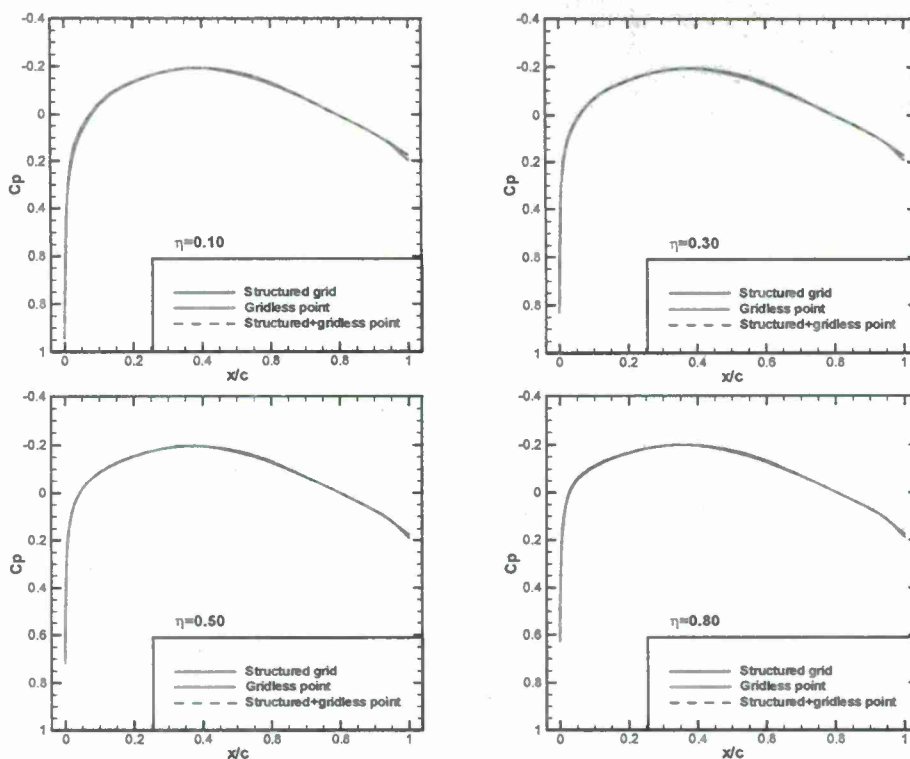 -0.4
-0.2
0
0.2
0.4
0.8
0.8
1
Cp
η=0.10
Structured grid
Gridless point
Structured+gridless point
0 0.2 0.4 0.6 0.8 1
x/c
-0.4
-0.2
0
0.2
0.4
0.8
0.8
1
Cp
η=0.30
Structured grid
Gridless point
Structured+gridless point
0 0.2 0.4 0.6 0.8 1
x/c
-0.4
-0.2
0
0.2
0.4
0.6
0.8
1
Cp
η=0.50
Structured grid
Gridless point
Structured+gridless point
0 0.2 0.4 0.6 0.8 1
x/c
-0.4
-0.2
0
0.2
0.4
0.6
0.8
1
Cp
η=0.80
Structured grid
Gridless point
Structured+gridless point
0 0.2 0.4 0.6 0.8 1
x/c